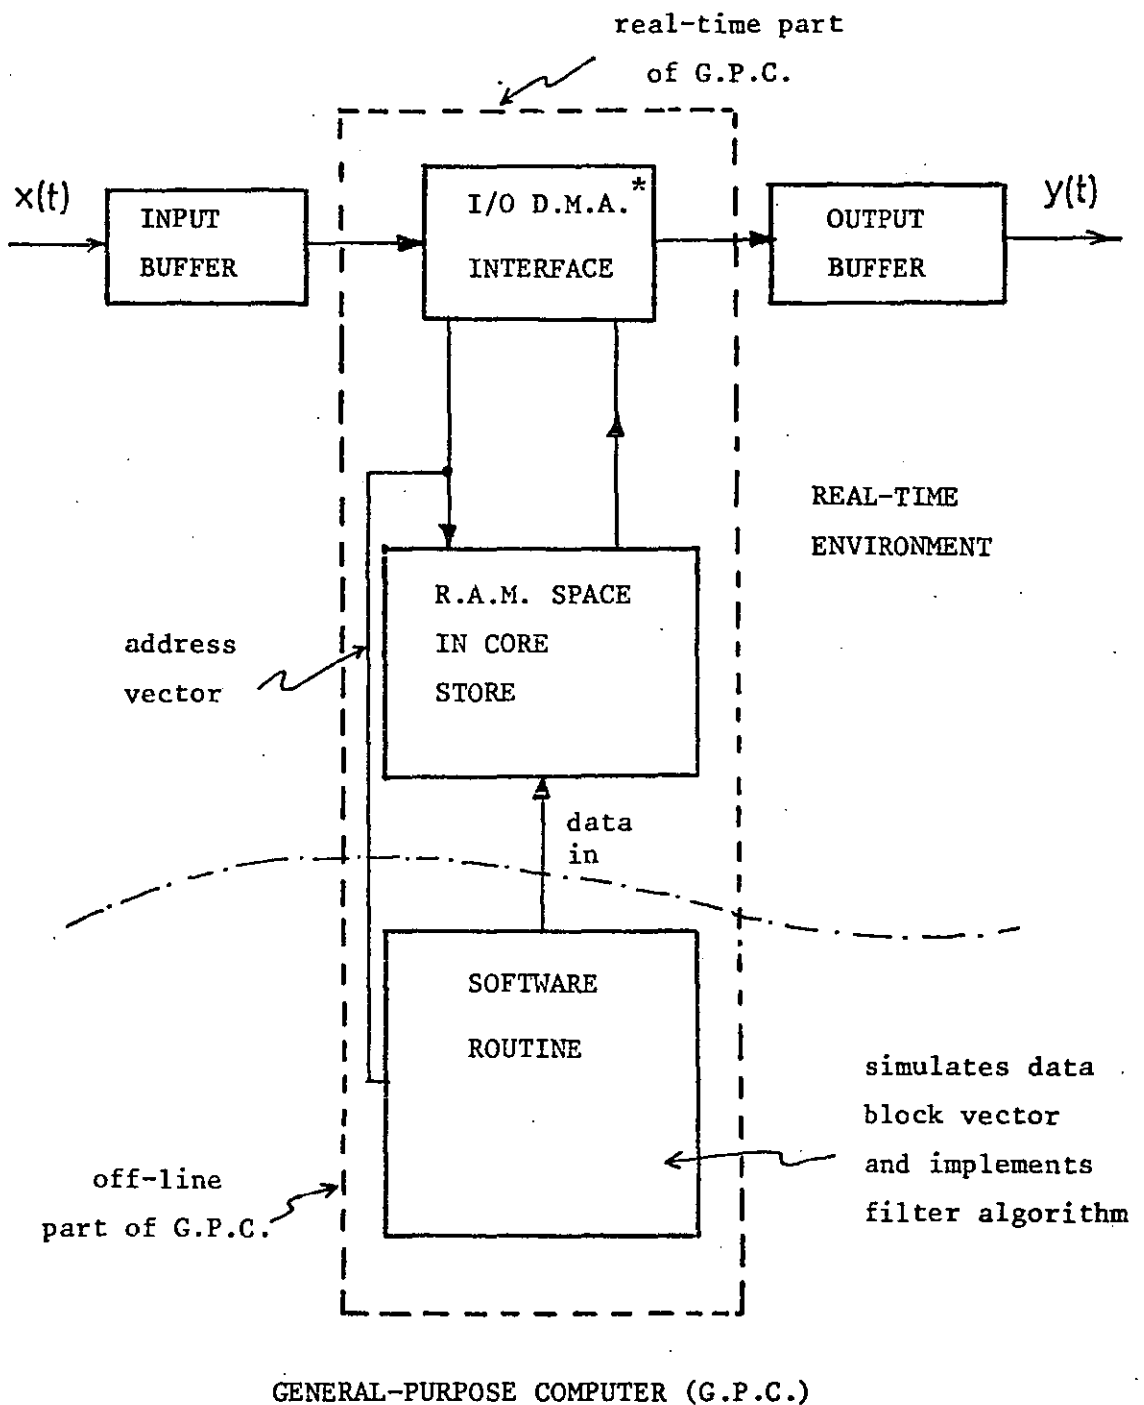 real-time part
of G.P.C.
x(t)
INPUT
BUFFER
I/O D.M.A.*
INTERFACE
OUTPUT
BUFFER
y(t)
REAL-TIME
ENVIRONMENT
R.A.M. SPACE
IN CORE
STORE
address
vector
data
in
SOFTWARE
ROUTINE
simulates data
block vector
and implements
filter algorithm
off-line
part of G.P.C.
GENERAL-PURPOSE COMPUTER (G.P.C.)